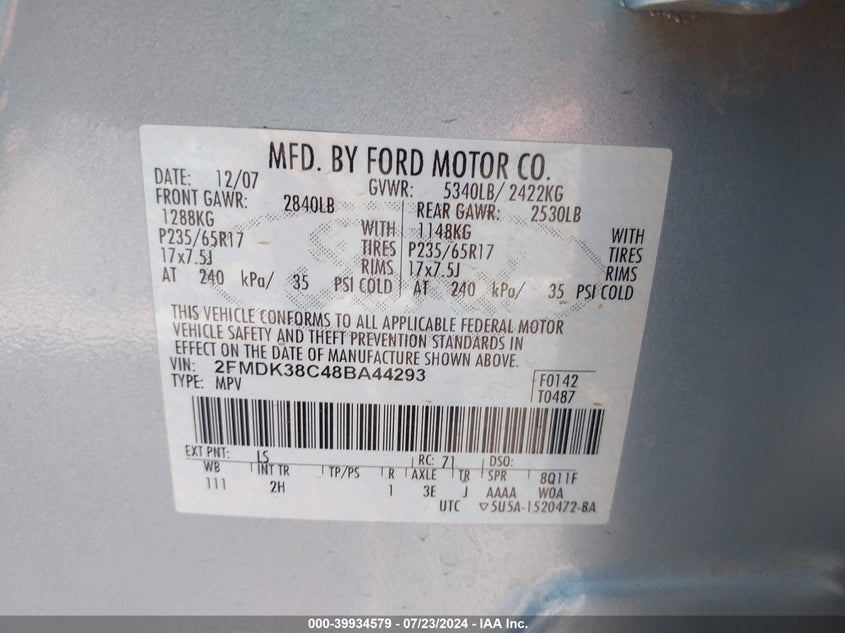 MFD. BY FORD MOTOR CO.
DATE: 12/07 GVWR: 5340LB/ 2422KG
FRONT GAWR: 2840LB REAR GAWR: 2530LB
1288KG WITH 1148KG WITH
P235/65R17 TIRES P235/65R17 TIRES
17x7.5J RIMS 17x7.5J RIMS
AT 240 kPa/ 35 PSI COLD AT 240 kPa/ 35 PSI COLD
THIS VEHICLE CONFORMS TO ALL APPLICABLE FEDERAL MOTOR
VEHICLE SAFETY AND THEFT PREVENTION STANDARDS IN
EFFECT ON THE DATE OF MANUFACTURE SHOWN ABOVE.
VIN: 2FMDK38C48BA44293 F0142
TYPE: MPV T0487
EXT PNT: LS RC: 71 DSO:
WB INT TR TP/PS R AXLE TR SPR 8Q11F
111 2H 1 3E J AAAA WOA
UTC ▽5U5A-1520472-BA
000-39934579 - 07/23/2024 - IAA Inc.